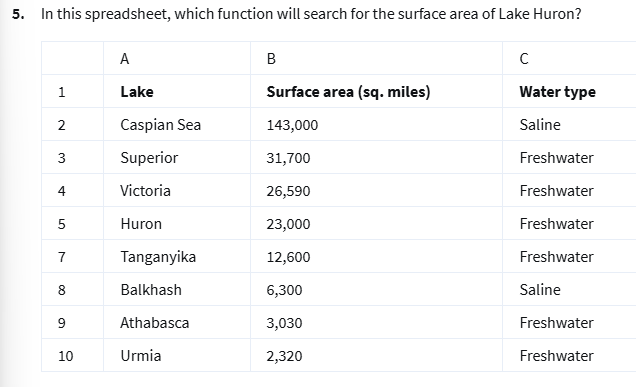 5. In this spreadsheet, which function will search for the surface area of Lake Huron?
A B C
1 Lake Surface area (sq. miles) Water type
2 Caspian Sea 143,000 Saline
3 Superior 31,700 Freshwater
4 Victoria 26,590 Freshwater
5 Huron 23,000 Freshwater
7 Tanganyika 12,600 Freshwater
8 Balkhash 6,300 Saline
9 Athabasca 3,030 Freshwater
10 Urmia 2,320 Freshwater